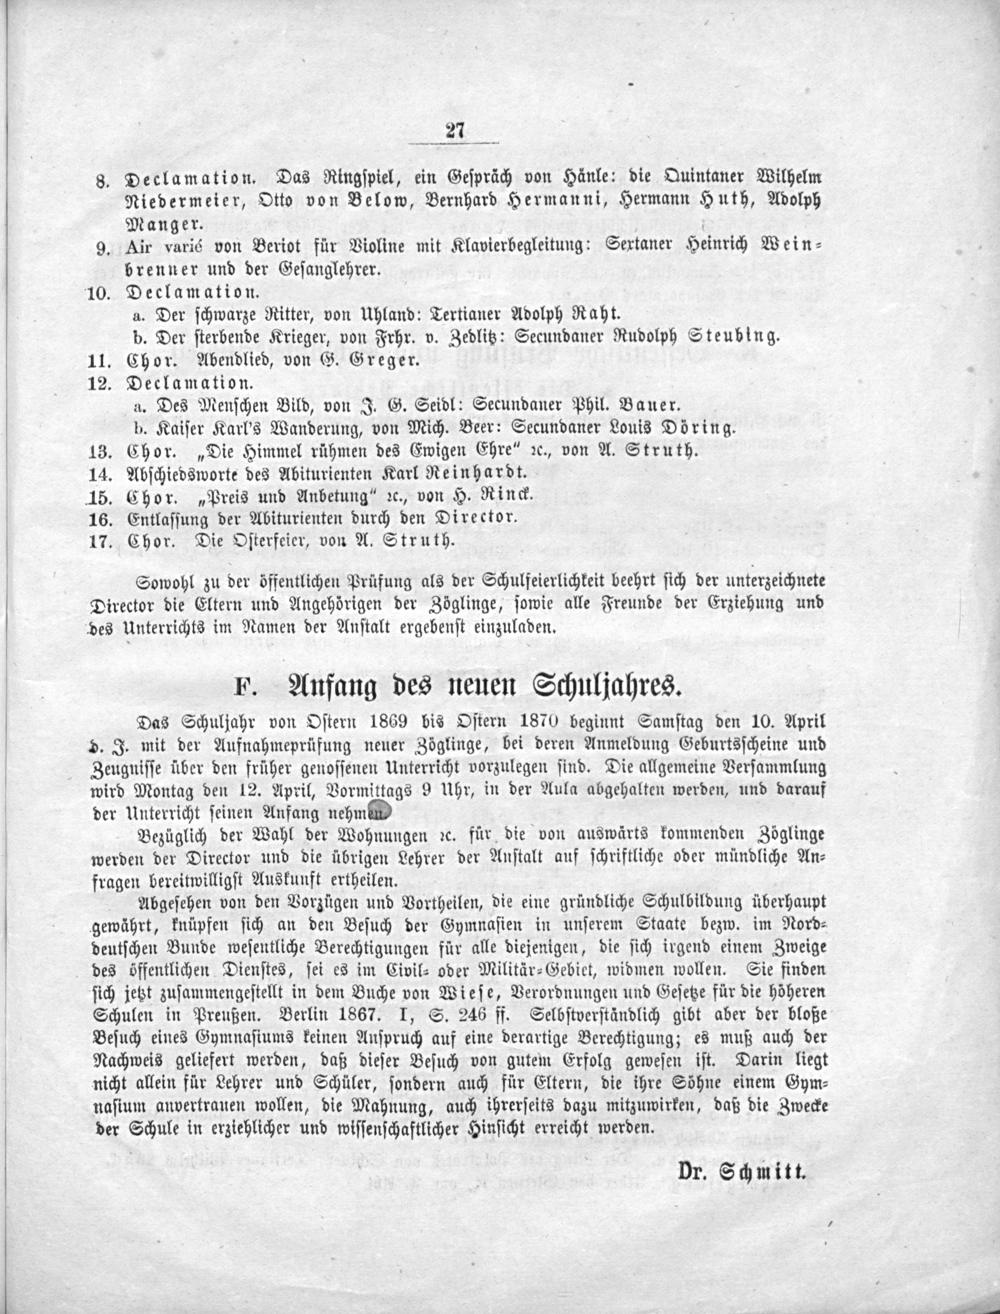 27
8. Declamation. Das Ringspiel, ein Gespräch von Hänle: die Quintaner Wilhelm
Niedermeier, Otto von Below, Bernhard Hermanni, Hermann Huth, Adolph
Manger.
9. Air varié von Beriot für Violine mit Klavierbegleitung: Sextaner Heinrich Wein-
brenner und der Gesanglehrer.
10. Declamation.
a. Der schwarze Ritter, von Uhland: Tertianer Adolph Raht.
b. Der sterbende Krieger, von Frhr. v. Zedlitz: Secundaner Rudolph Steubing.
11. Chor. Abendlied, von G. Greger.
12. Declamation.
a. Des Menschen Bild, von J. G. Seidl: Secundaner Phil. Bauer.
b. Kaiser Karl's Wanderung, von Mich. Beer: Secundaner Louis Döring.
13. Chor. „Die Himmel rühmen des Ewigen Ehre“ ꝛc., von A. Struth.
14. Abschiedsworte des Abiturienten Karl Reinhardt.
15. Chor. „Preis und Anbetung“ ꝛc., von H. Rinck.
16. Entlassung der Abiturienten durch den Director.
17. Chor. Die Osterfeier, von A. Struth.
Sowohl zu der öffentlichen Prüfung als der Schulfeierlichkeit beehrt sich der unterzeichnete
Director die Eltern und Angehörigen der Zöglinge, sowie alle Freunde der Erziehung und
des Unterrichts im Namen der Anstalt ergebenst einzuladen.
F. Anfang des neuen Schuljahres.
Das Schuljahr von Ostern 1869 bis Ostern 1870 beginnt Samstag den 10. April
d. J. mit der Aufnahmeprüfung neuer Zöglinge, bei deren Anmeldung Geburtsscheine und
Zeugnisse über den früher genossenen Unterricht vorzulegen sind. Die allgemeine Versammlung
wird Montag den 12. April, Vormittags 9 Uhr, in der Aula abgehalten werden, und darauf
der Unterricht seinen Anfang nehmen.
Bezüglich der Wahl der Wohnungen ꝛc. für die von auswärts kommenden Zöglinge
werden der Director und die übrigen Lehrer der Anstalt auf schriftliche oder mündliche An-
fragen bereitwilligst Auskunft ertheilen.
Abgesehen von den Vorzügen und Vortheilen, die eine gründliche Schulbildung überhaupt
gewährt, knüpfen sich an den Besuch der Gymnasien in unserem Staate bezw. im Nord-
deutschen Bunde wesentliche Berechtigungen für alle diejenigen, die sich irgend einem Zweige
des öffentlichen Dienstes, sei es im Civil- oder Militär-Gebiet, widmen wollen. Sie finden
sich jetzt zusammengestellt in dem Buche von Wiese, Verordnungen und Gesetze für die höheren
Schulen in Preußen. Berlin 1867. I, S. 246 ff. Selbstverständlich gibt aber der bloße
Besuch eines Gymnasiums keinen Anspruch auf eine derartige Berechtigung; es muß auch der
Nachweis geliefert werden, daß dieser Besuch von gutem Erfolg gewesen ist. Darin liegt
nicht allein für Lehrer und Schüler, sondern auch für Eltern, die ihre Söhne einem Gym-
nasium anvertrauen wollen, die Mahnung, auch ihrerseits dazu mitzuwirken, daß die Zwecke
der Schule in erziehlicher und wissenschaftlicher Hinsicht erreicht werden.
Dr. Schmitt.